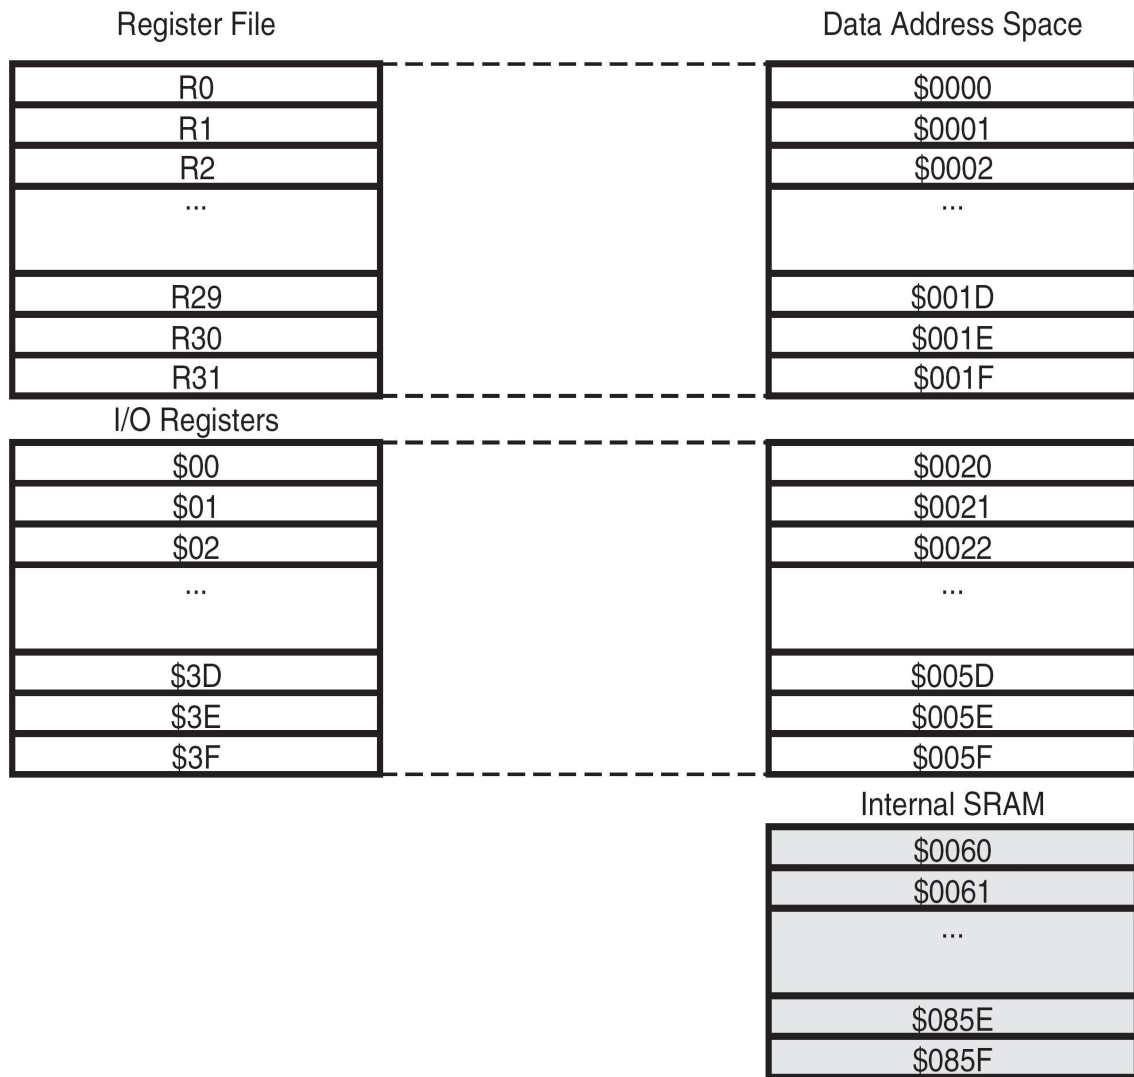 Register File
Data Address Space
R0
$0000
R1
$0001
R2
$0002
...
...
R29
$001D
R30
$001E
R31
$001F
I/O Registers
$00
$0020
$01
$0021
$02
$0022
...
...
$3D
$005D
$3E
$005E
$3F
$005F
Internal SRAM
$0060
$0061
...
$085E
$085F